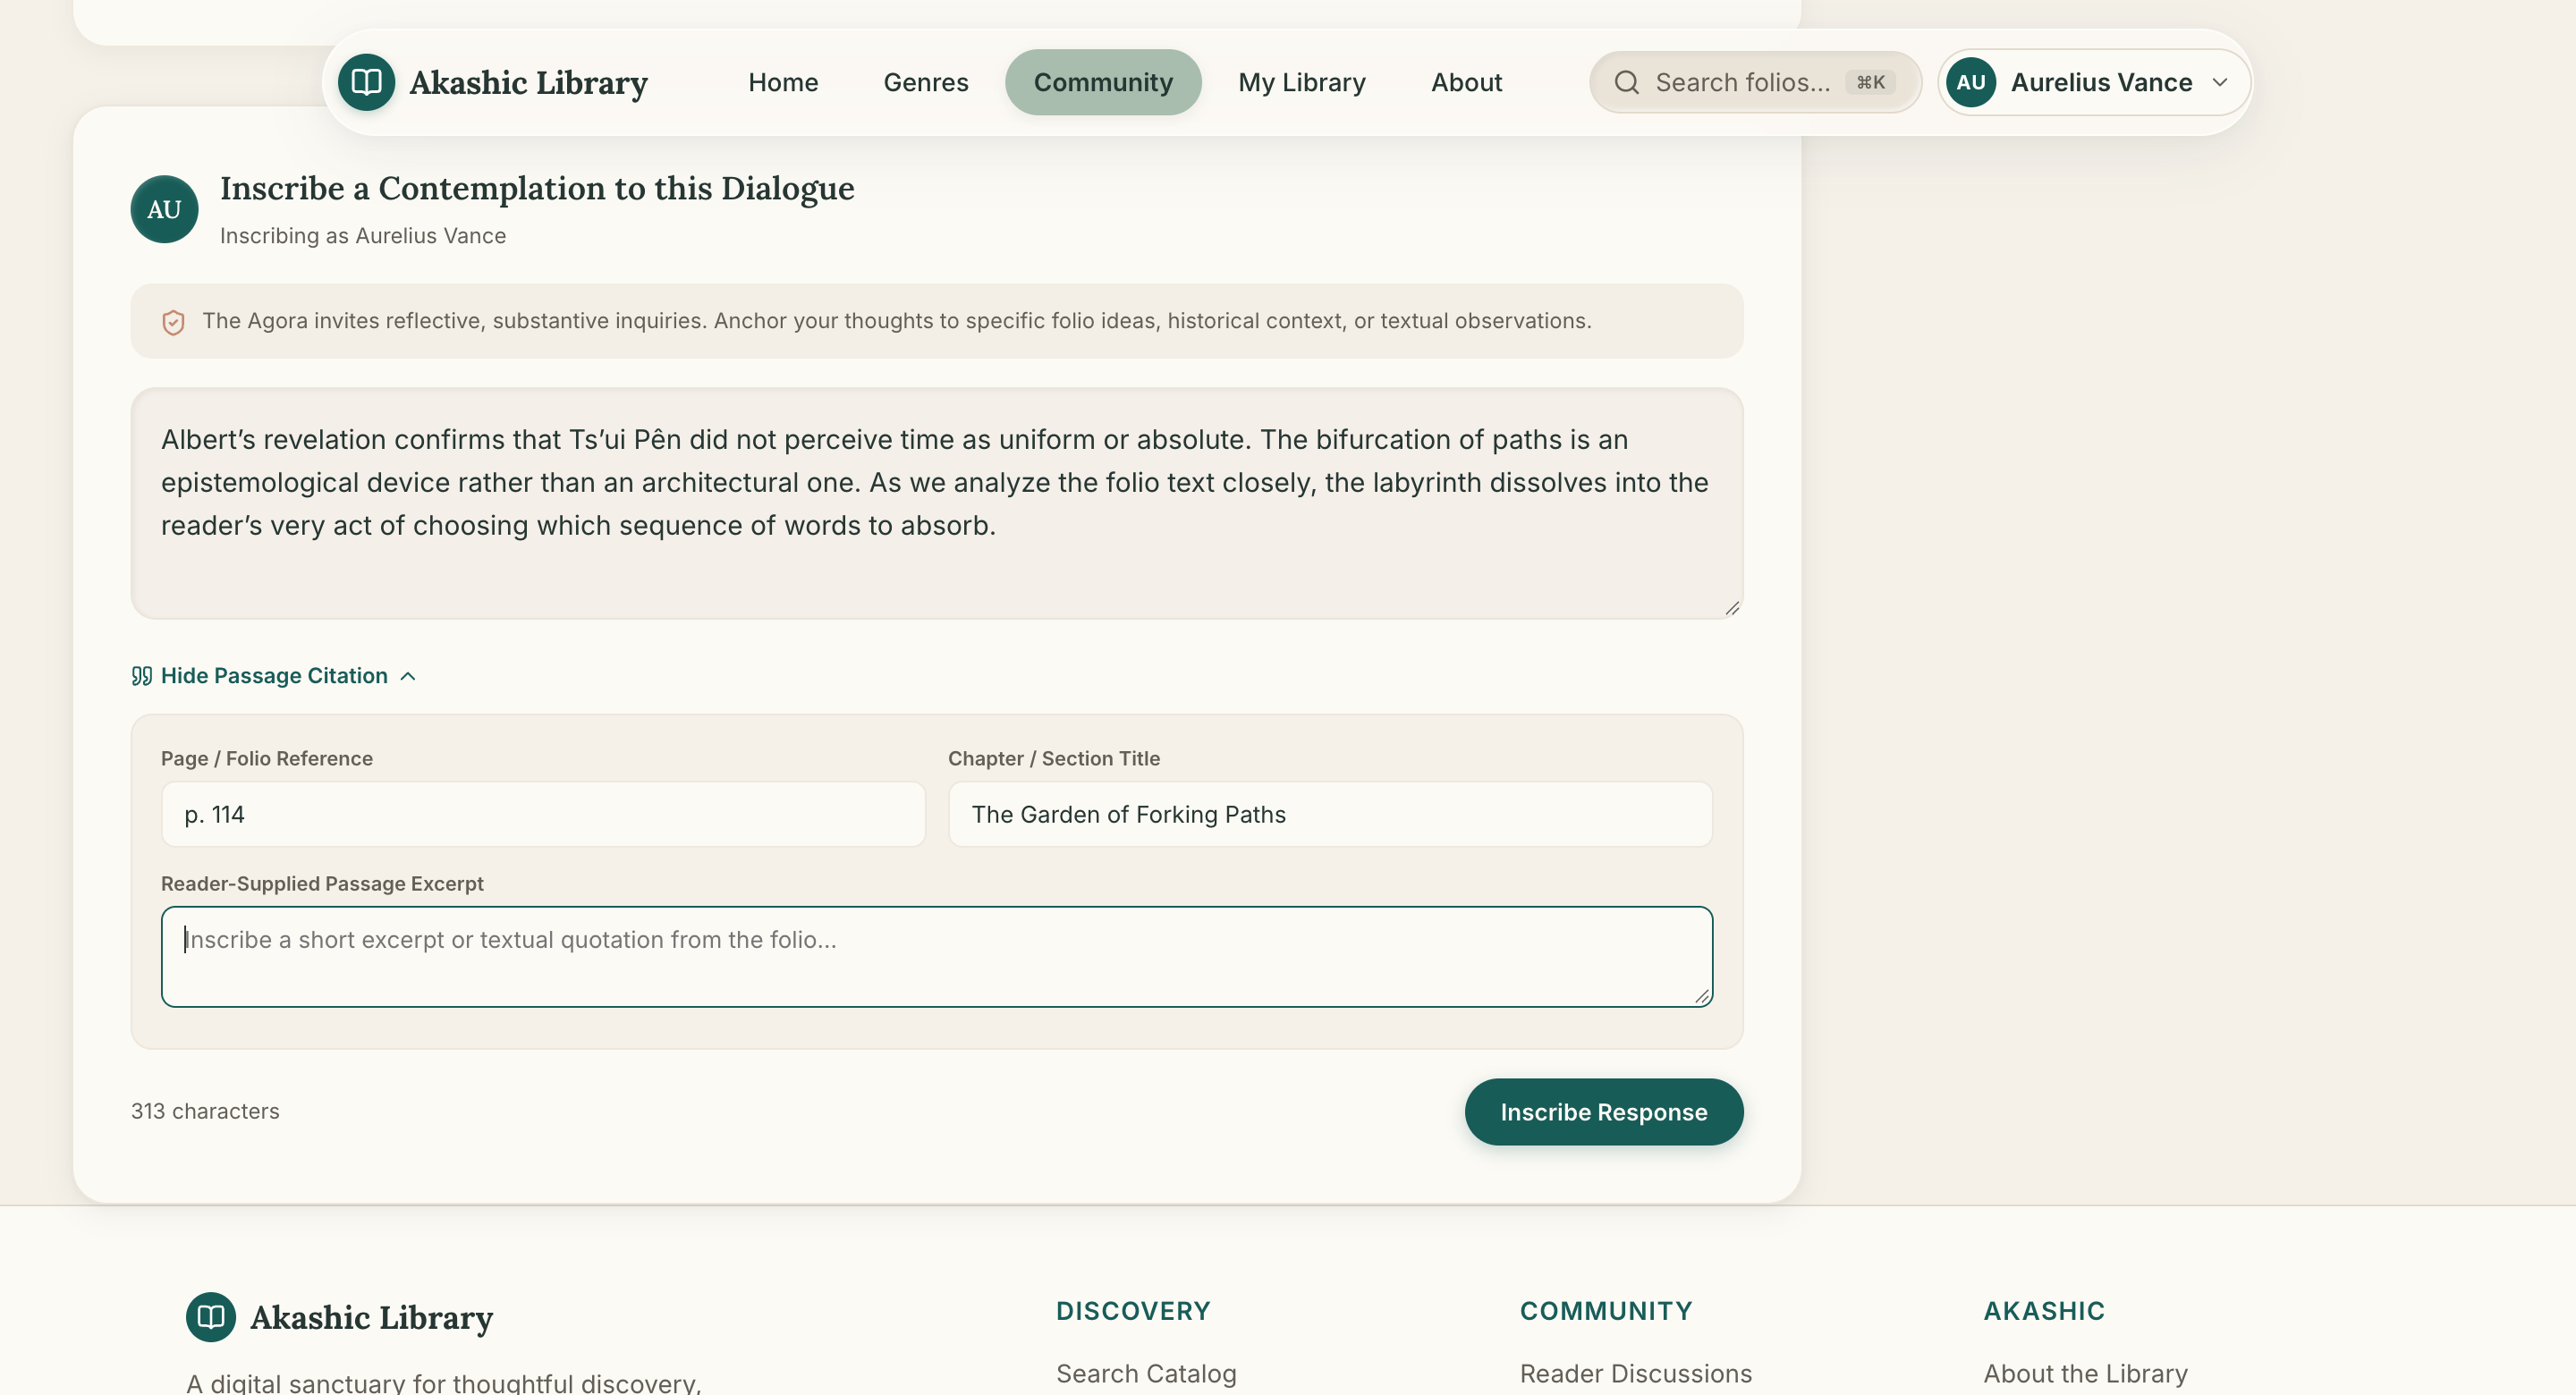 Akashic Library
Home
Genres
Community
My Library
About
Search folios...
⌘K
AU
Aurelius Vance
AU
Inscribe a Contemplation to this Dialogue
Inscribing as Aurelius Vance
The Agora invites reflective, substantive inquiries. Anchor your thoughts to specific folio ideas, historical context, or textual observations.
Albert’s revelation confirms that Ts’ui Pên did not perceive time as uniform or absolute. The bifurcation of paths is an
epistemological device rather than an architectural one. As we analyze the folio text closely, the labyrinth dissolves into the
reader’s very act of choosing which sequence of words to absorb.
Hide Passage Citation
Page / Folio Reference
Chapter / Section Title
p. 114
The Garden of Forking Paths
Reader-Supplied Passage Excerpt
Inscribe a short excerpt or textual quotation from the folio...
313 characters
Inscribe Response
Akashic Library
A digital sanctuary for thoughtful discovery,
DISCOVERY
Search Catalog
COMMUNITY
Reader Discussions
AKASHIC
About the Library